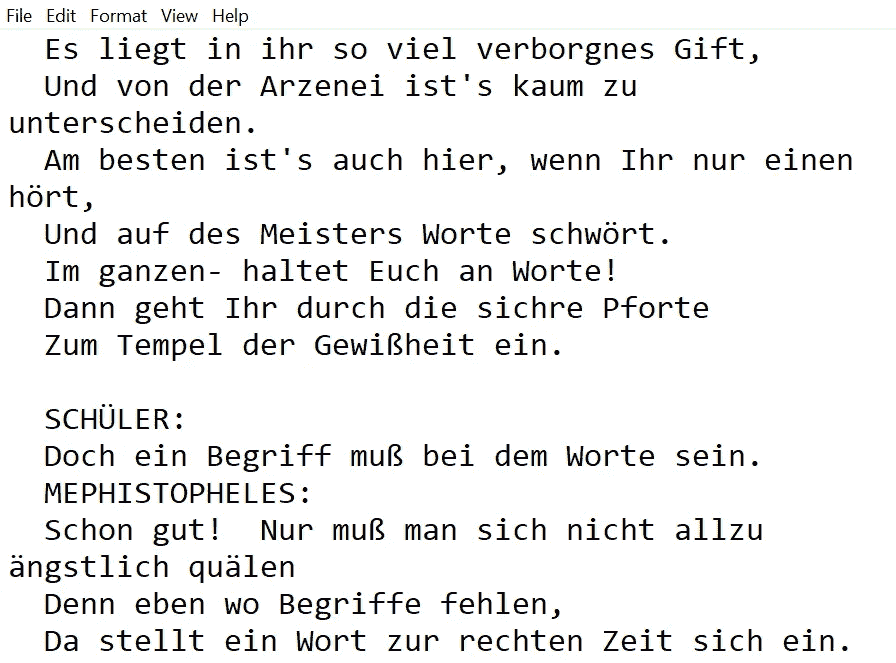 File Edit Format View Help
Es liegt in ihr so viel verborgnes Gift,
Und von der Arzenei ist's kaum zu
unterscheiden.
Am besten ist's auch hier, wenn Ihr nur einen
hört,
Und auf des Meisters Worte schwört.
Im ganzen- haltet Euch an Worte!
Dann geht Ihr durch die sichre Pforte
Zum Tempel der Gewißheit ein.
SCHÜLER:
Doch ein Begriff muß bei dem Worte sein.
MEPHISTOPHELES:
Schon gut!  Nur muß man sich nicht allzu
ängstlich quälen
Denn eben wo Begriffe fehlen,
Da stellt ein Wort zur rechten Zeit sich ein.